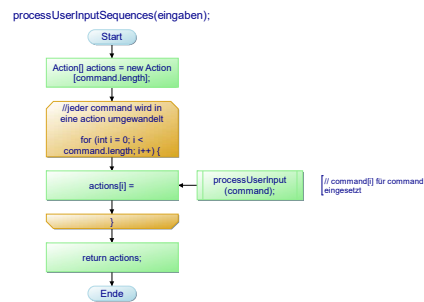 processUserInputSequences(eingaben);
Start
Action[] actions = new Action
[command.length];
//jeder command wird in
eine action umgewandelt
for (int i = 0; i <
command.length; i++) {
actions[i] =
processUserInput
(command);
// command[i] für command
eingesetzt
}
return actions;
Ende